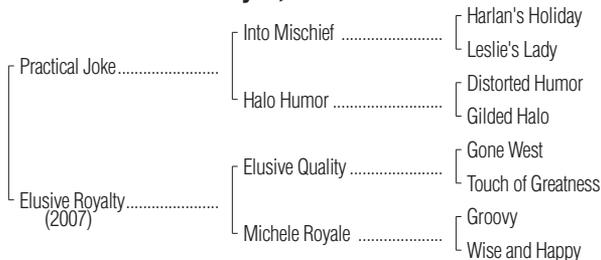 Harlan's Holiday
Into Mischief ....................
Leslie's Lady
Practical Joke....................
Distorted Humor
Halo Humor ......................
Gilded Halo
Gone West
Elusive Quality ..................
Touch of Greatness
Elusive Royalty..................
(2007)
Groovy
Michele Royale .................
Wise and Happy